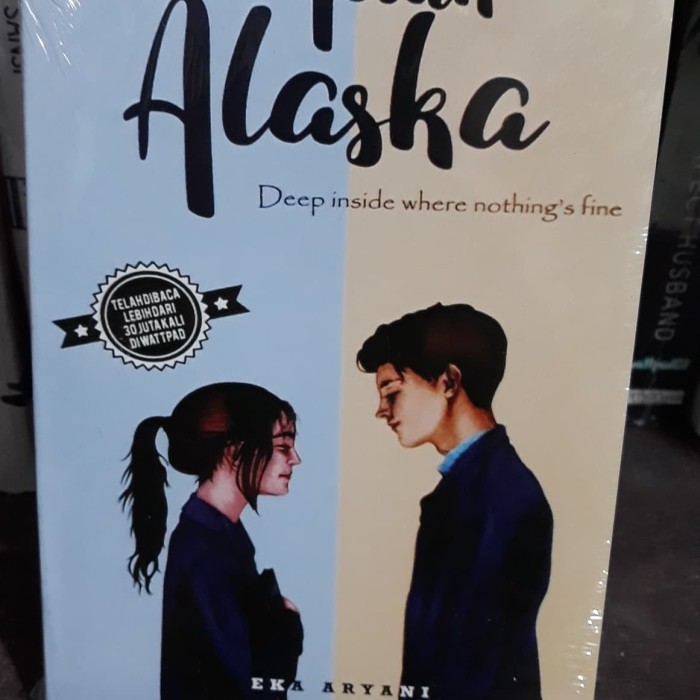 Alaska
Deep inside where nothing's fine
TELAH DIBACA
LEBIH DARI
30 JUTA KALI
DI WATTPAD
EKA ARYANI
HUSBAND